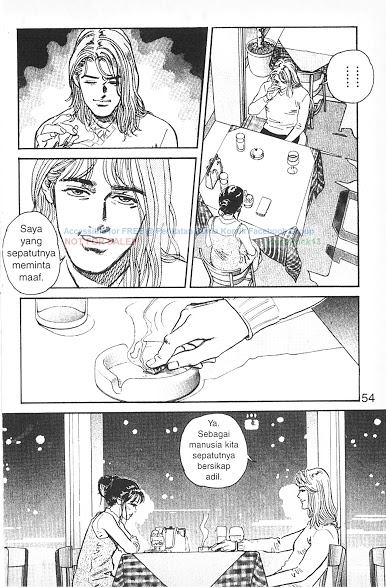 ......
Saya
yang
sepatutnya
meminta
maaf.
54
Ya.
Sebagai
manusia kita
sepatutnya
bersikap
adil.